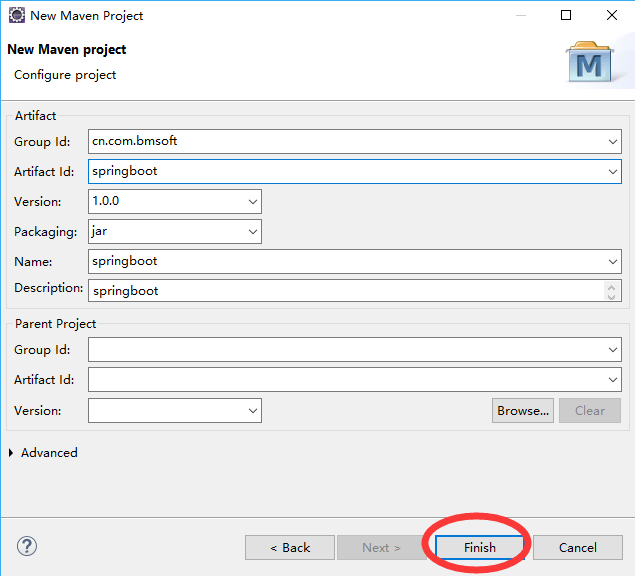 New Maven Project
New Maven project
Configure project
M
Artifact
Group Id: cn.com.bmsoft
Artifact Id: springboot
Version: 1.0.0
Packaging: jar
Name: springboot
Description: springboot
Parent Project
Group Id:
Artifact Id:
Version: Browse... Clear
Advanced
? < Back Next > Finish Cancel